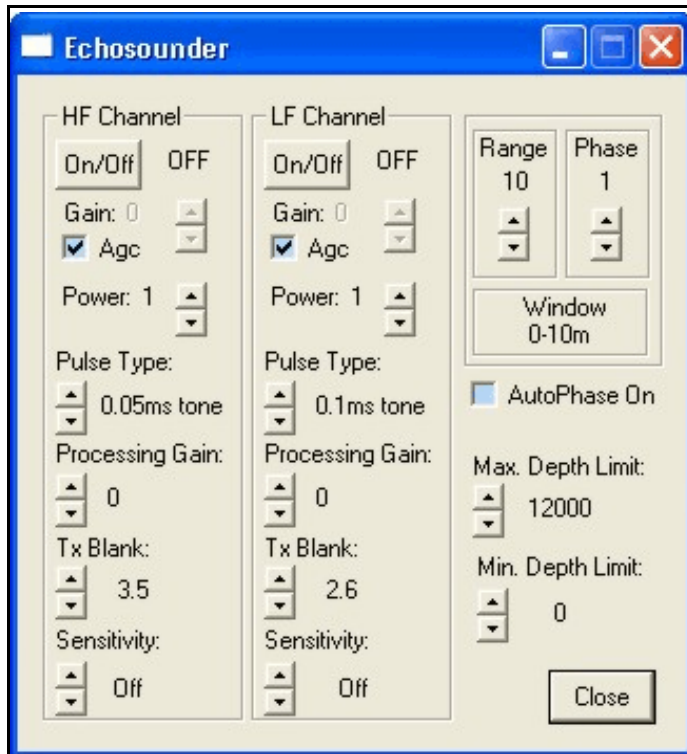 Echosounder
HF Channel
On/Off OFF
Gain: 0
Agc
Power: 1
Pulse Type:
0.05ms tone
Processing Gain:
0
Tx Blank:
3.5
Sensitivity:
Off
LF Channel
On/Off OFF
Gain: 0
Agc
Power: 1
Pulse Type:
0.1ms tone
Processing Gain:
0
Tx Blank:
2.6
Sensitivity:
Off
Range
10
Phase
1
Window
0-10m
AutoPhase On
Max. Depth Limit:
12000
Min. Depth Limit:
0
Close